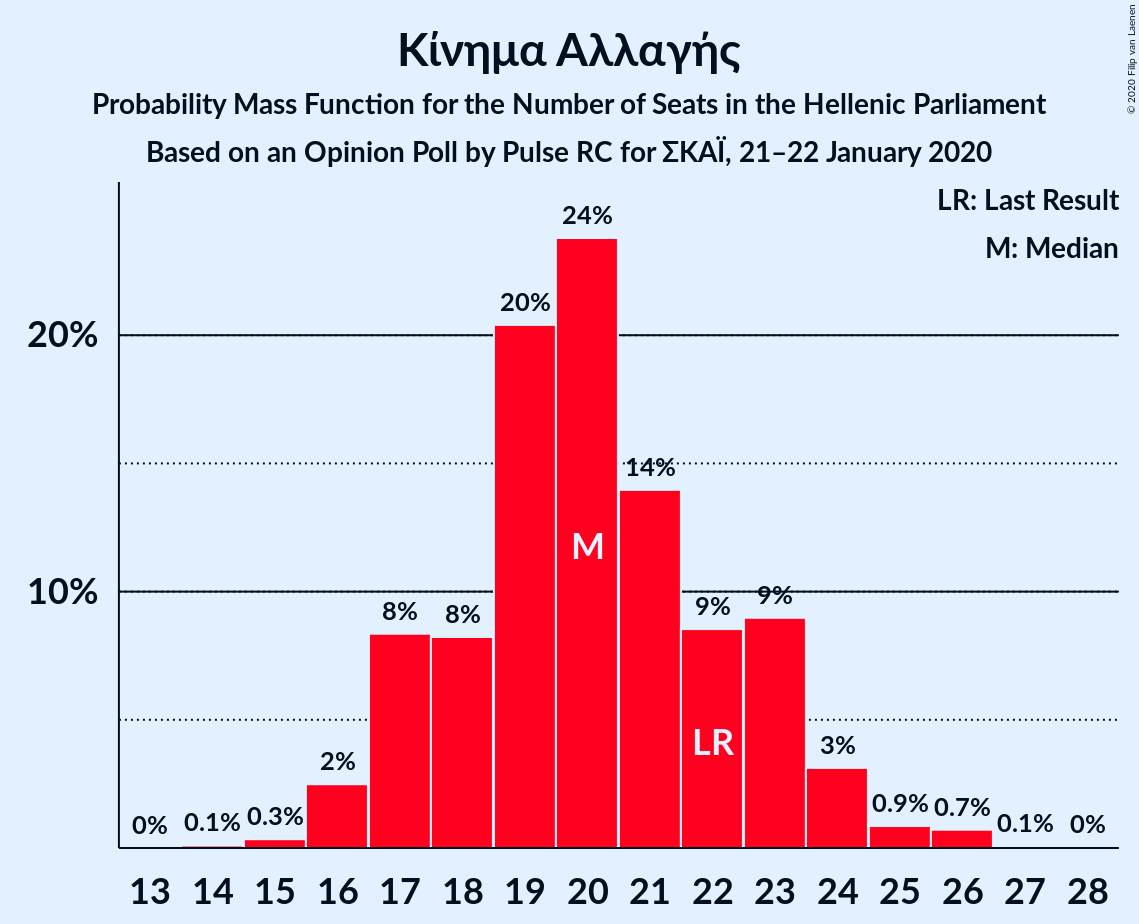 Κίνημα Αλλαγής
Probability Mass Function for the Number of Seats in the Hellenic Parliament
Based on an Opinion Poll by Pulse RC for ΣΚΑΪ, 21–22 January 2020
© 2020 Filip van Laenen
LR: Last Result
M: Median
20%
10%
0%
0.1%
0.3%
2%
8%
8%
20%
24%
14%
9%
9%
3%
0.9%
0.7%
0.1%
0%
M
LR
13 14 15 16 17 18 19 20 21 22 23 24 25 26 27 28